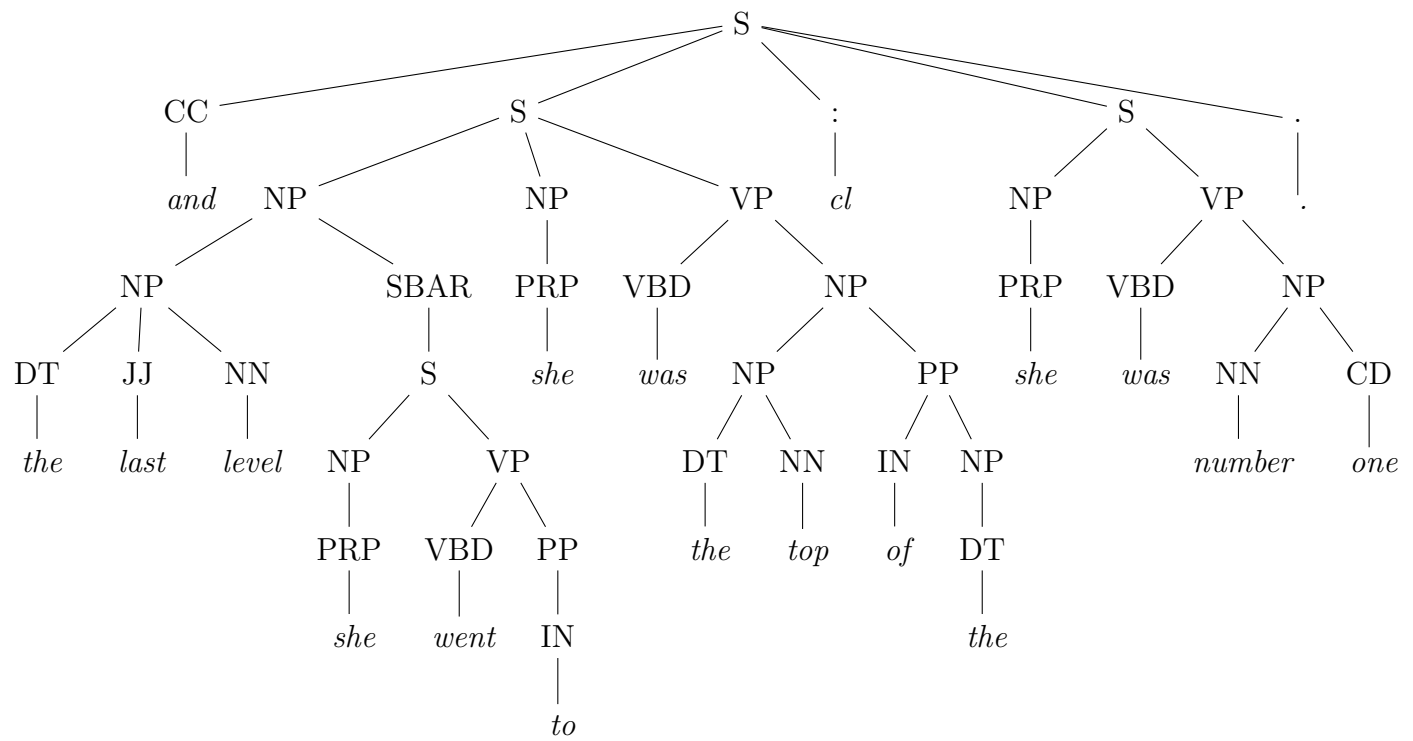 S
CC S : S .
and NP NP VP cl NP VP .
NP SBAR PRP VBD NP PRP VBD NP
DT JJ NN S she was NP PP she was NN CD
the last level NP VP DT NN IN NP number one
PRP VBD PP the top of DT
she went IN the
to